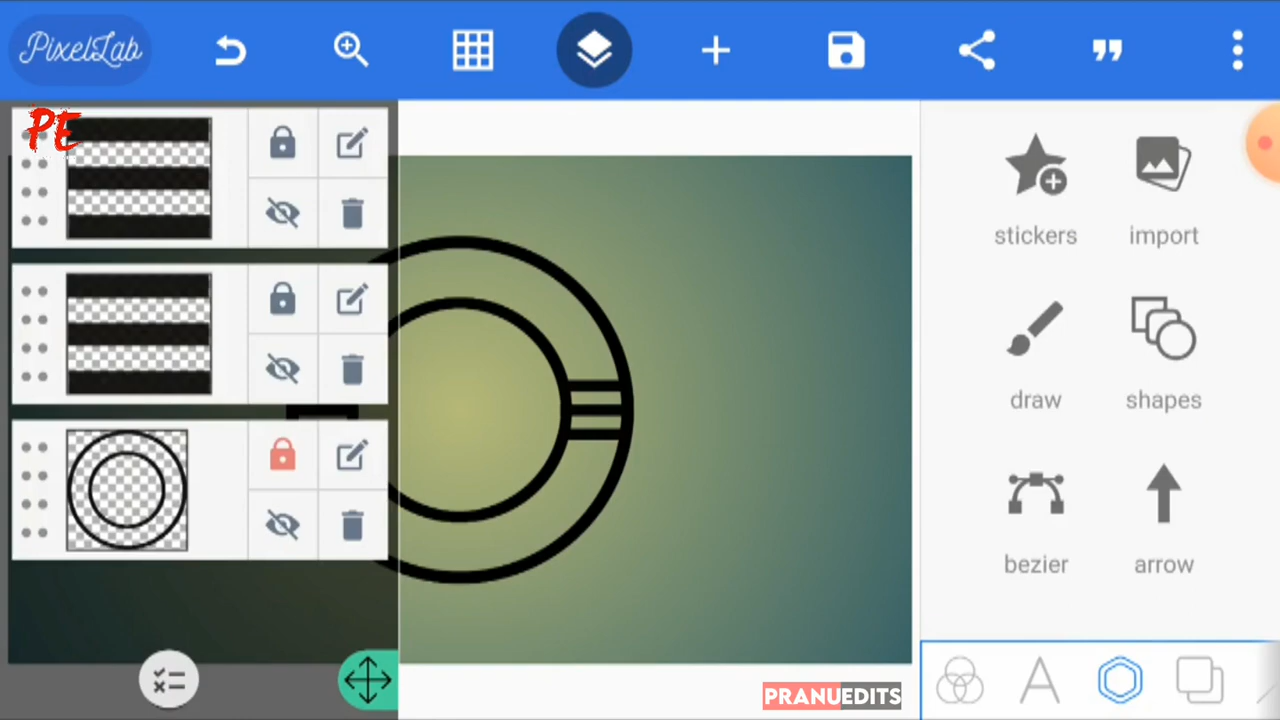 PixelLab
PE
stickers
import
draw
shapes
bezier
arrow
PRANUEDITS